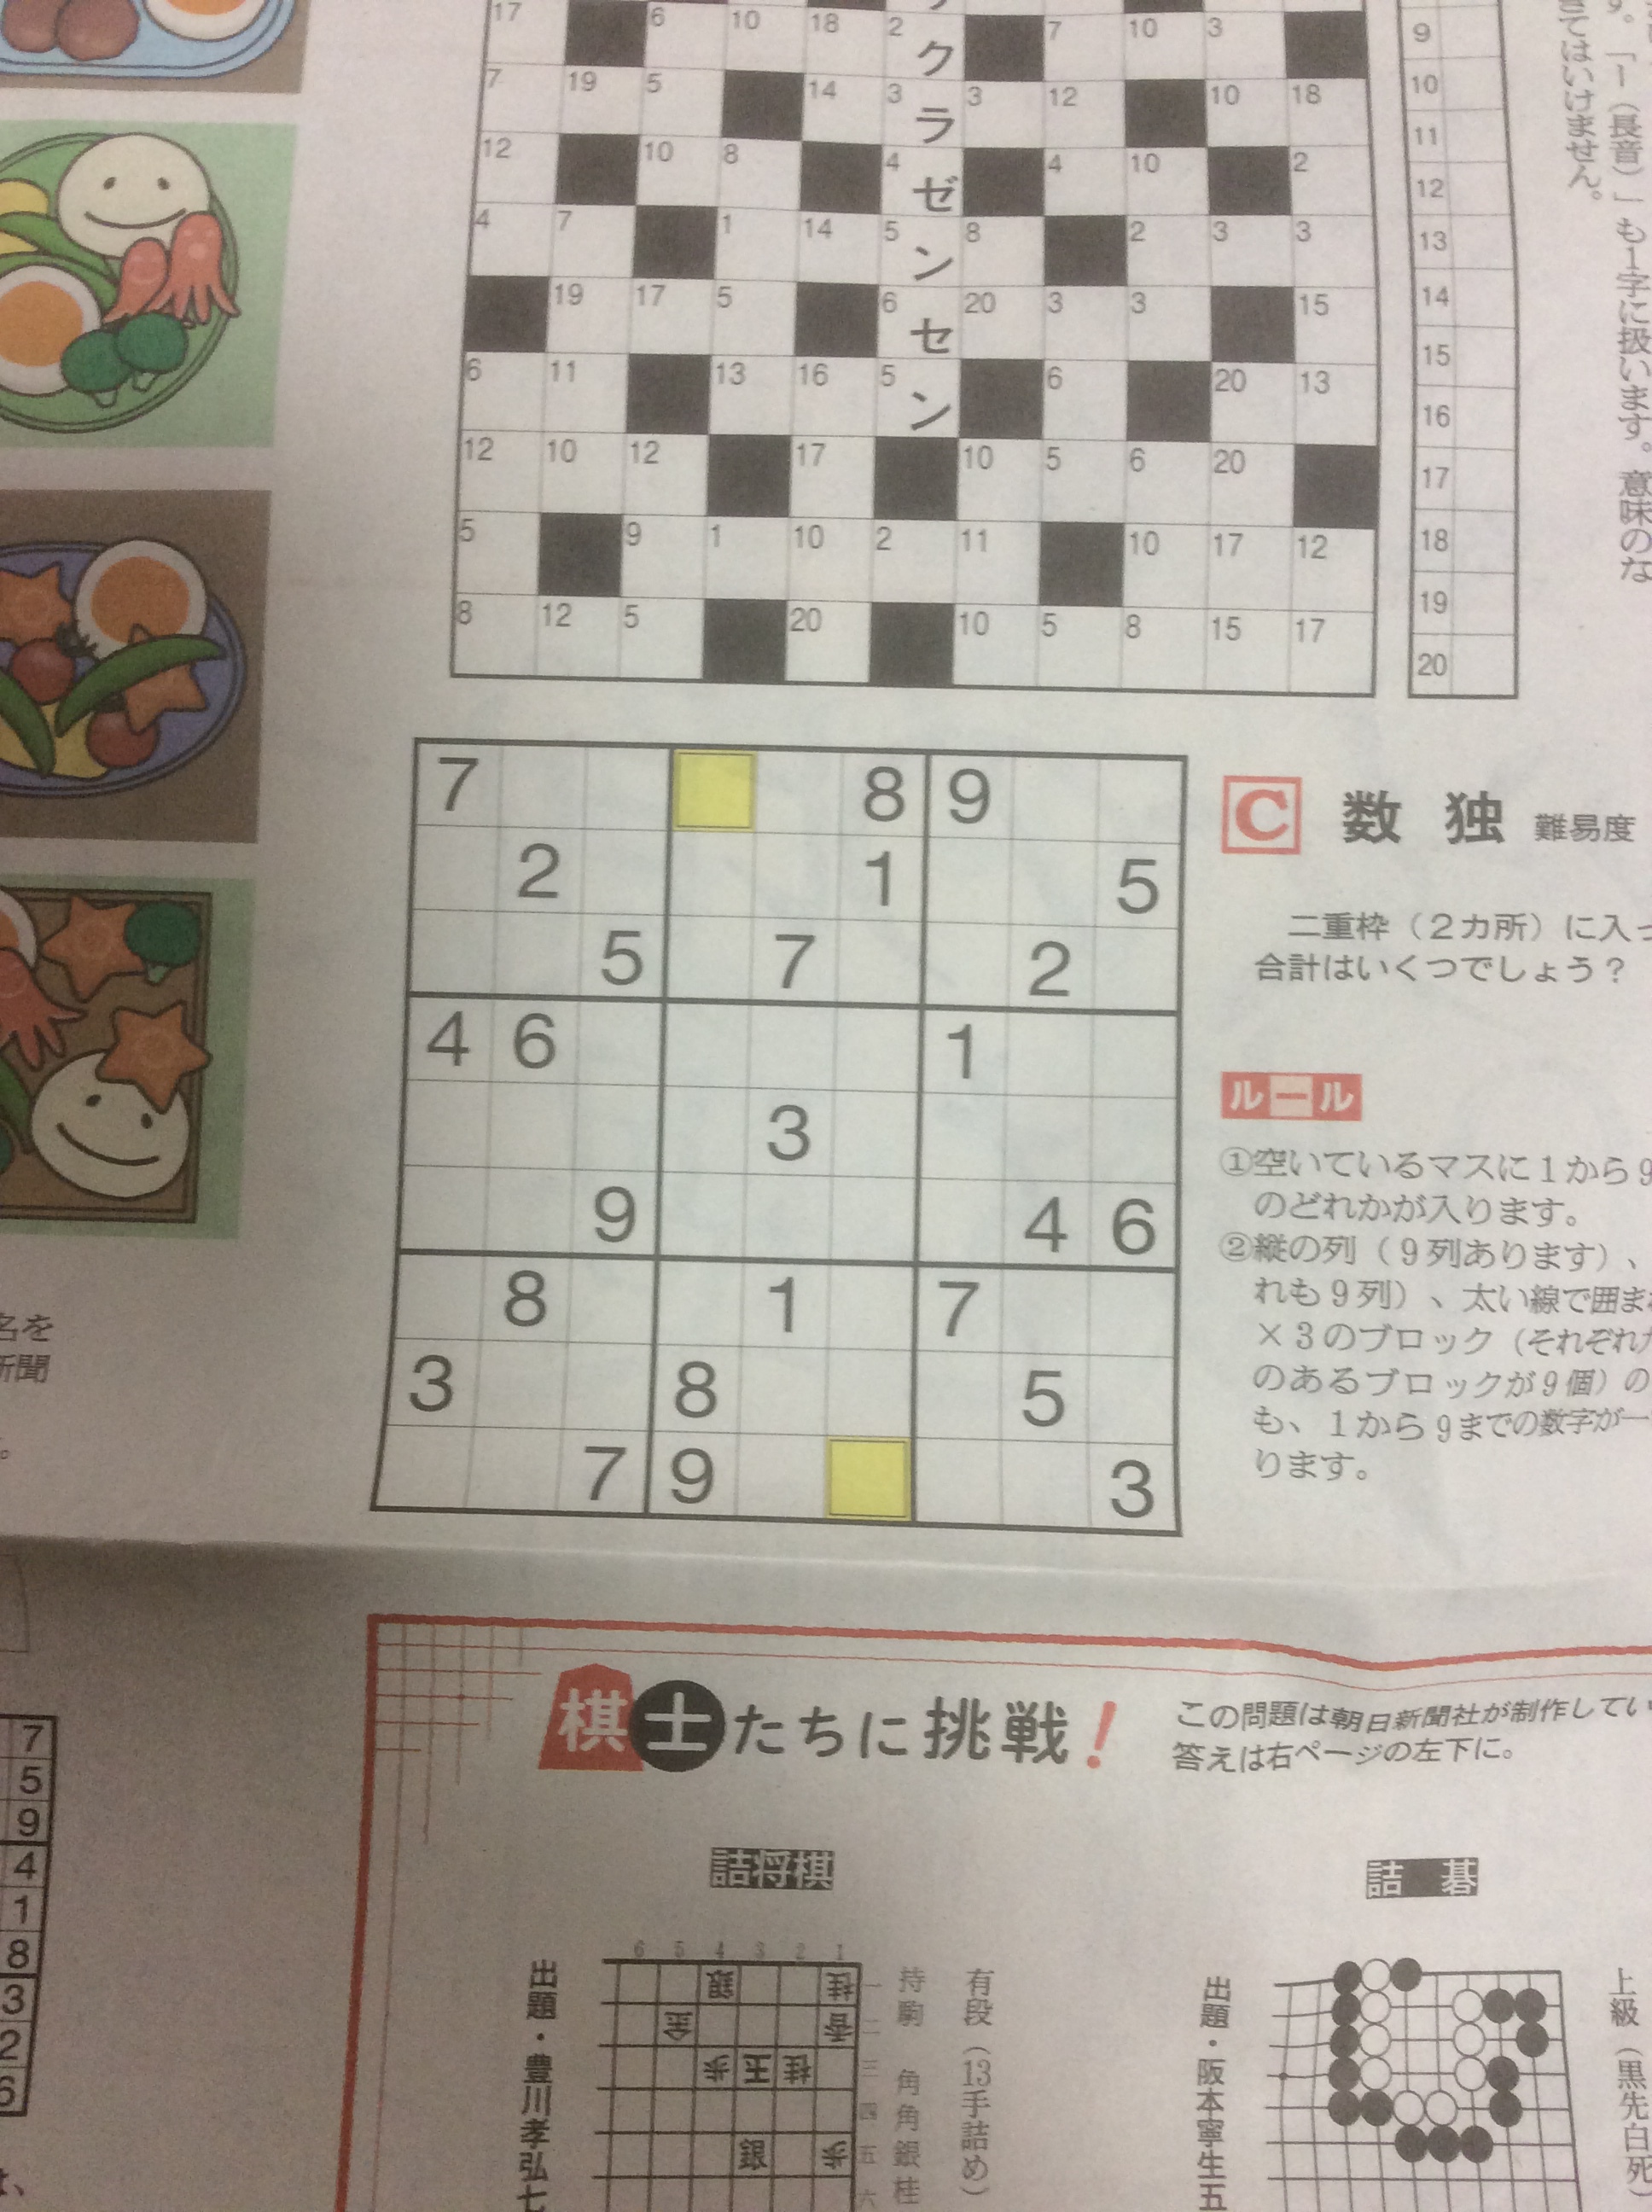 17 6 10 18 2 ク 7 10 3
7 19 5 14 3 ラ 3 12 10 18
12 10 8 4 ゼ 4 10 2
4 7 1 14 5 ン 8 2 3 3
19 17 5 6 セ 20 3 3 15
6 11 13 16 5 ン 6 20 13
12 10 12 17 10 5 6 20
5 9 1 10 2 11 10 17 12
8 12 5 20 10 5 8 15 17
9
10
11
12
13
14
15
16
17
18
19
20
てはいけません。
「ー（長音）」も1字に扱います。意味のな
7 8 9
2 1 5
5 7 2
4 6 1
3
9 4 6
8 1 7
3 8 5
7 9 3
C 数独 難易度
二重枠（2カ所）に入っ
合計はいくつでしょう？
ルール
①空いているマスに1から9
のどれかが入ります。
②縦の列（9列あります）、
れも9列）、太い線で囲まれ
×3のブロック（それぞれ
のあるブロックが9個）の
も、1から9までの数字が一
ります。
名を
新聞
。
7
5
9
4
1
8
3
2
6
は、
棋士たちに挑戦！
この問題は朝日新聞社が制作してい
答えは右ページの左下に。
詰将棋
出題・豊川孝弘七
6 5 4 3 2 1
銀 桂
金 香
歩 王 桂
銀 歩
一
二
三
四
五
六
持駒 角角銀桂
有段（13手詰め）
詰碁
出題・阪本寧生五
上級（黒先白死）